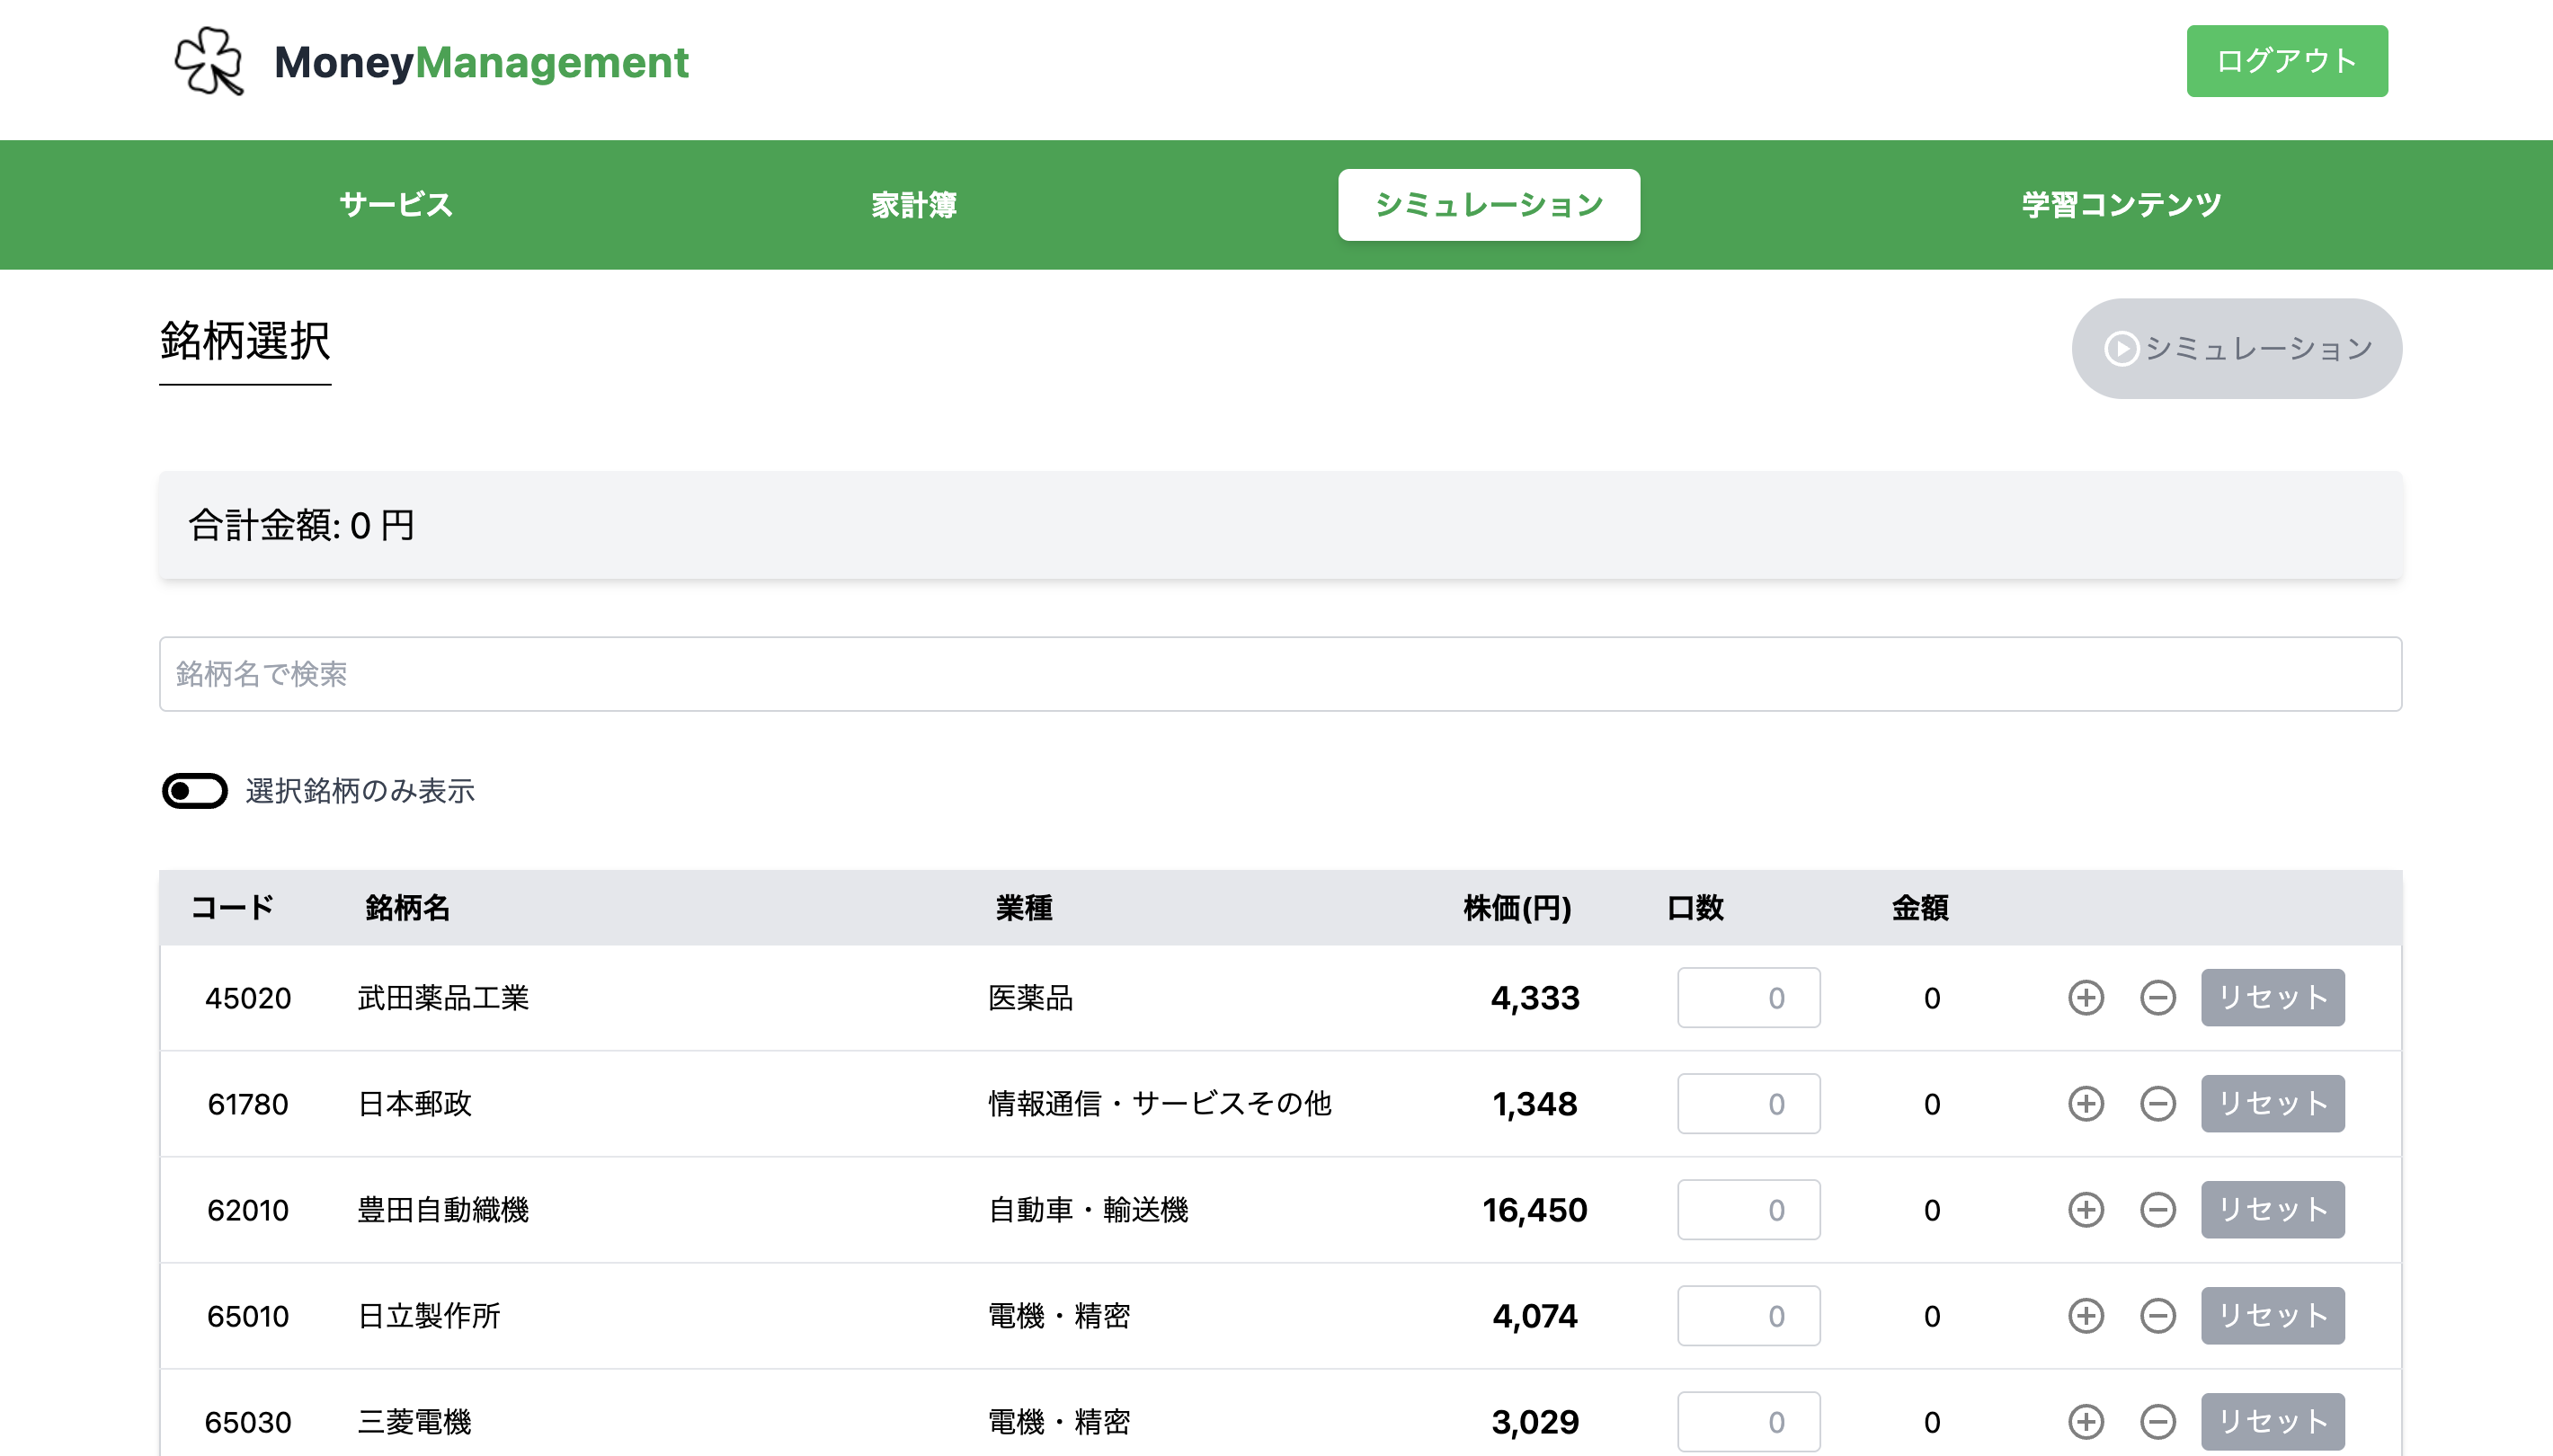 MoneyManagement
ログアウト
サービス 家計簿 シミュレーション 学習コンテンツ
銘柄選択
シミュレーション
合計金額: 0 円
銘柄名で検索
選択銘柄のみ表示
コード 銘柄名 業種 株価(円) 口数 金額
45020 武田薬品工業 医薬品 4,333 0 0 リセット
61780 日本郵政 情報通信・サービスその他 1,348 0 0 リセット
62010 豊田自動織機 自動車・輸送機 16,450 0 0 リセット
65010 日立製作所 電機・精密 4,074 0 0 リセット
65030 三菱電機 電機・精密 3,029 0 0 リセット